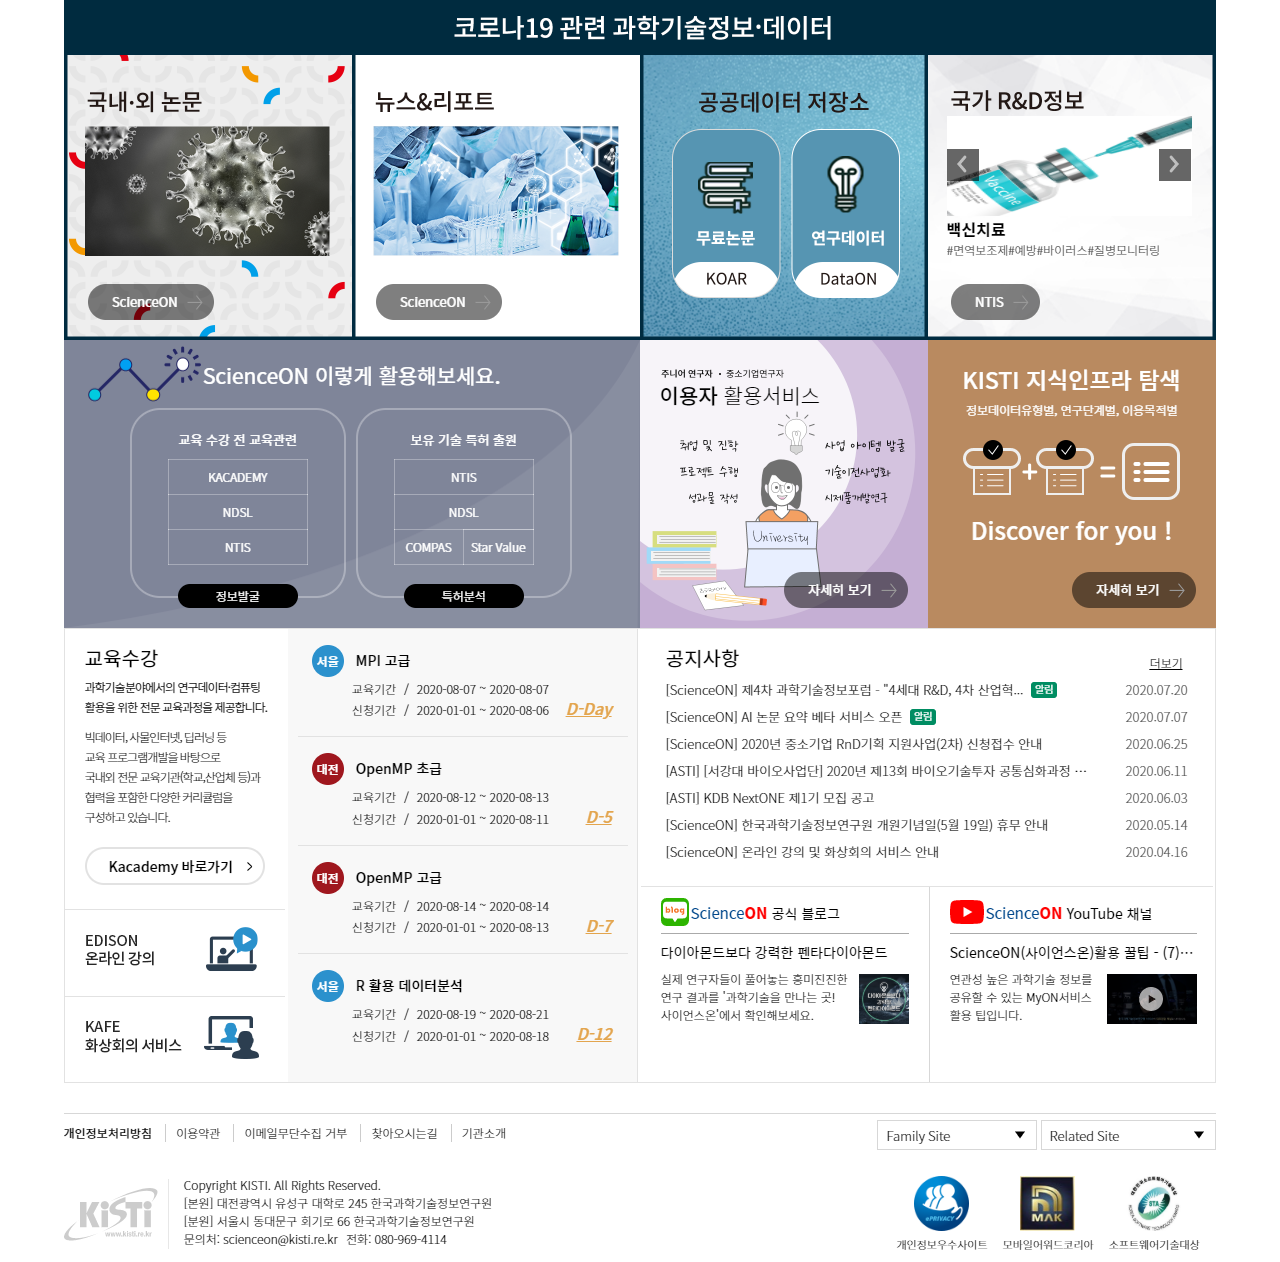 코로나19 관련 과학기술정보·데이터
국내·외 논문
ScienceON
뉴스&리포트
ScienceON
공공데이터 저장소
무료논문
KOAR
연구데이터
DataON
국가 R&D정보
Vaccine
백신치료
#면역보조제#예방#바이러스#질병모니터링
NTIS
ScienceON 이렇게 활용해보세요.
교육 수강 전 교육관련
KACADEMY
NDSL
NTIS
정보발굴
보유 기술 특허 출원
NTIS
NDSL
COMPAS Star Value
특허분석
주니어 연구자 • 중소기업연구자
이용자 활용서비스
취업 및 진학
프로젝트 수행
성과물 작성
사업 아이템 발굴
기술이전사업화
시제품개발연구
University
자세히 보기
KISTI 지식인프라 탐색
정보데이터유형별, 연구단계별, 이용목적별
Discover for you !
자세히 보기
교육수강
과학기술분야에서의 연구데이터·컴퓨팅
활용을 위한 전문 교육과정을 제공합니다.
빅데이터, 사물인터넷, 딥러닝 등
교육 프로그램개발을 바탕으로
국내외 전문 교육기관(학교,산업체 등)과
협력을 포함한 다양한 커리큘럼을
구성하고 있습니다.
Kacademy 바로가기
EDISON
온라인 강의
KAFE
화상회의 서비스
서울 MPI 고급
교육기간 / 2020-08-07 ~ 2020-08-07
신청기간 / 2020-01-01 ~ 2020-08-06 D-Day
대전 OpenMP 초급
교육기간 / 2020-08-12 ~ 2020-08-13
신청기간 / 2020-01-01 ~ 2020-08-11 D-5
대전 OpenMP 고급
교육기간 / 2020-08-14 ~ 2020-08-14
신청기간 / 2020-01-01 ~ 2020-08-13 D-7
서울 R 활용 데이터분석
교육기간 / 2020-08-19 ~ 2020-08-21
신청기간 / 2020-01-01 ~ 2020-08-18 D-12
공지사항 더보기
[ScienceON] 제4차 과학기술정보포럼 - "4세대 R&D, 4차 산업혁... 알림 2020.07.20
[ScienceON] AI 논문 요약 베타 서비스 오픈 알림 2020.07.07
[ScienceON] 2020년 중소기업 RnD기획 지원사업(2차) 신청접수 안내 2020.06.25
[ASTI] [서강대 바이오사업단] 2020년 제13회 바이오기술투자 공통심화과정 ... 2020.06.11
[ASTI] KDB NextONE 제1기 모집 공고 2020.06.03
[ScienceON] 한국과학기술정보연구원 개원기념일(5월 19일) 휴무 안내 2020.05.14
[ScienceON] 온라인 강의 및 화상회의 서비스 안내 2020.04.16
blog ScienceON 공식 블로그
다이아몬드보다 강력한 펜타다이아몬드
실제 연구자들이 풀어놓는 흥미진진한
연구 결과를 '과학기술을 만나는 곳!
사이언스온'에서 확인해보세요.
ScienceON YouTube 채널
ScienceON(사이언스온)활용 꿀팁 - (7)...
연관성 높은 과학기술 정보를
공유할 수 있는 MyON서비스
활용 팁입니다.
개인정보처리방침 이용약관 이메일무단수집 거부 찾아오시는길 기관소개
Family Site
Related Site
KiSTi
www.kisti.re.kr
Copyright KISTI. All Rights Reserved.
[본원] 대전광역시 유성구 대학로 245 한국과학기술정보연구원
[분원] 서울시 동대문구 회기로 66 한국과학기술정보연구원
문의처: scienceon@kisti.re.kr 전화: 080-969-4114
ePRIVACY
개인정보우수사이트
MAK
모바일어워드코리아
STA
소프트웨어기술대상